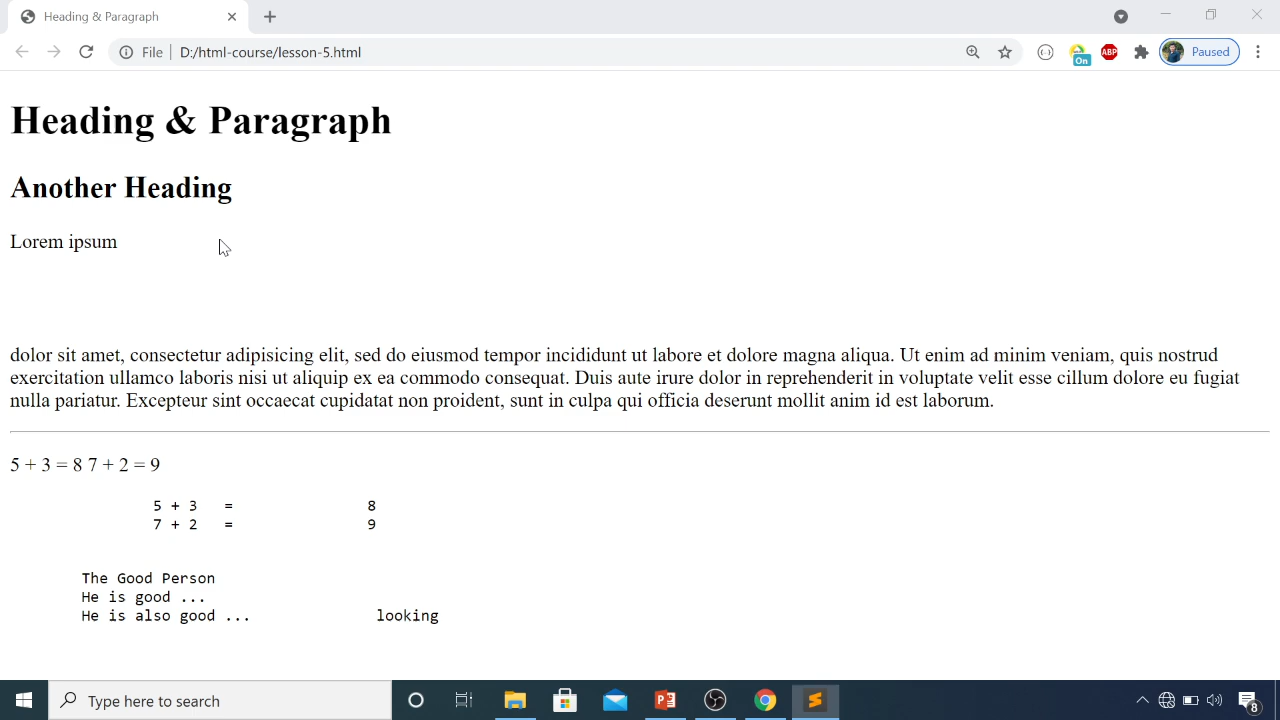 Heading & Paragraph
File D:/html-course/lesson-5.html
On
ABP
Paused
Heading & Paragraph
Another Heading
Lorem ipsum
dolor sit amet, consectetur adipisicing elit, sed do eiusmod tempor incididunt ut labore et dolore magna aliqua. Ut enim ad minim veniam, quis nostrud
exercitation ullamco laboris nisi ut aliquip ex ea commodo consequat. Duis aute irure dolor in reprehenderit in voluptate velit esse cillum dolore eu fugiat
nulla pariatur. Excepteur sint occaecat cupidatat non proident, sunt in culpa qui officia deserunt mollit anim id est laborum.
5 + 3 = 8 7 + 2 = 9
5 + 3 = 8
7 + 2 = 9
The Good Person
He is good ...
He is also good ... looking
Type here to search
8